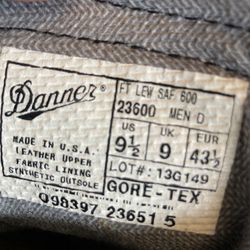 Danner®
MADE IN U.S.A.
LEATHER UPPER
FABRIC LINING
SYNTHETIC OUTSOLE
FT LEW SAF 600
23600 MEN D
US UK EUR
9½ 9 43½
LOT#: 13G149
GORE-TEX
098397 23651 5